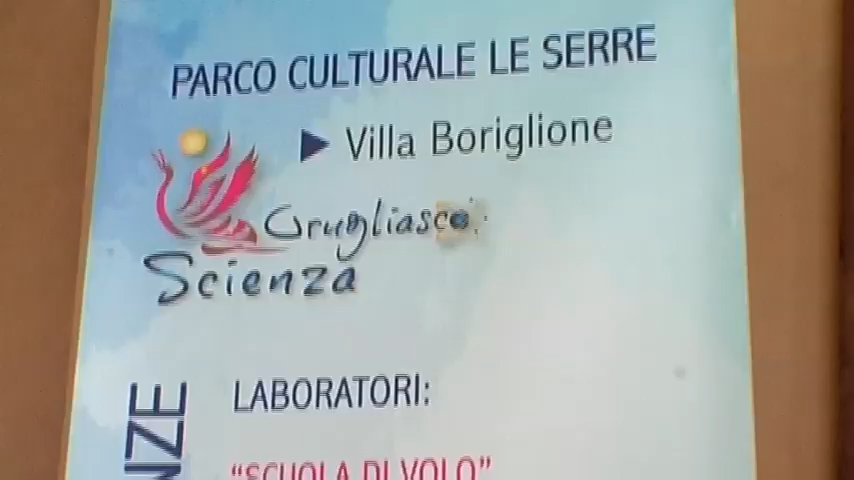 PARCO CULTURALE LE SERRE
Villa Boriglione
Grugliasco
Scienza
LABORATORI:
"SCUOLA DI VOLO"